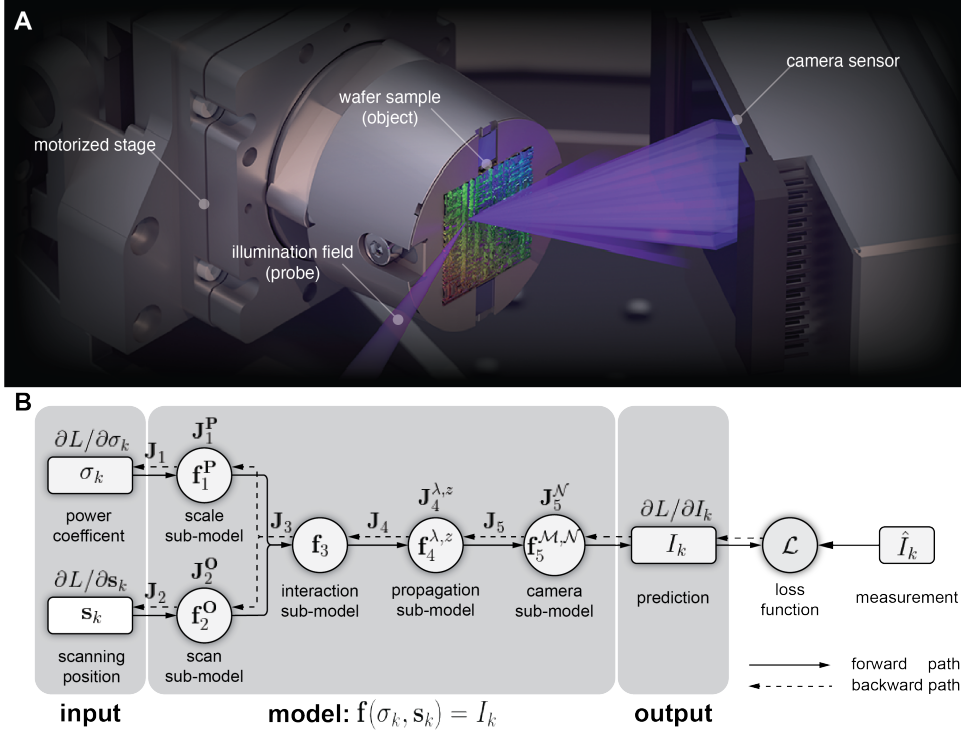 A
camera sensor
wafer sample
(object)
motorized stage
illumination field
(probe)
B
∂L/∂σₖ
J₁
σₖ
power
coefficent
J₁ᴾ
f₁ᴾ
scale
sub-model
∂L/∂sₖ
J₂
sₖ
scanning
position
J₂ᴼ
f₂ᴼ
scan
sub-model
J₃
f₃
interaction
sub-model
J₄
J₄^{λ,z}
f₄^{λ,z}
propagation
sub-model
J₅
J₅^𝒩
f₅^{ℳ,𝒩}
camera
sub-model
∂L/∂Iₖ
Iₖ
prediction
ℒ
loss
function
Îₖ
measurement
forward path
backward path
input
model: f(σₖ, sₖ) = Iₖ
output